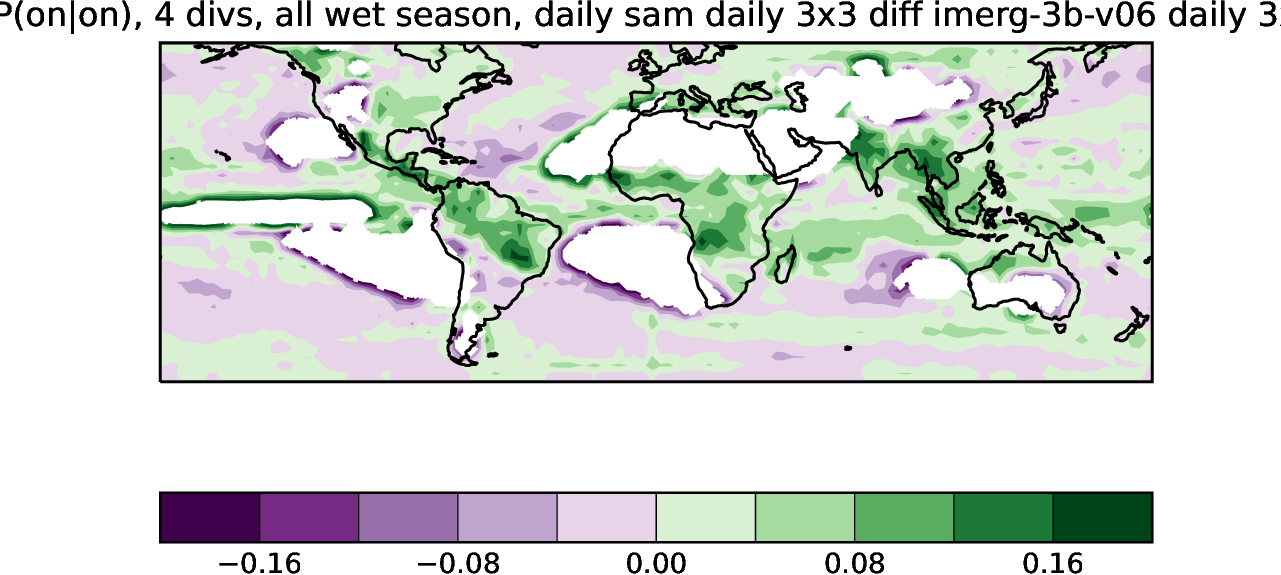 P(on|on), 4 divs, all wet season, daily sam daily 3x3 diff imerg-3b-v06 daily 3
−0.16 −0.08 0.00 0.08 0.16